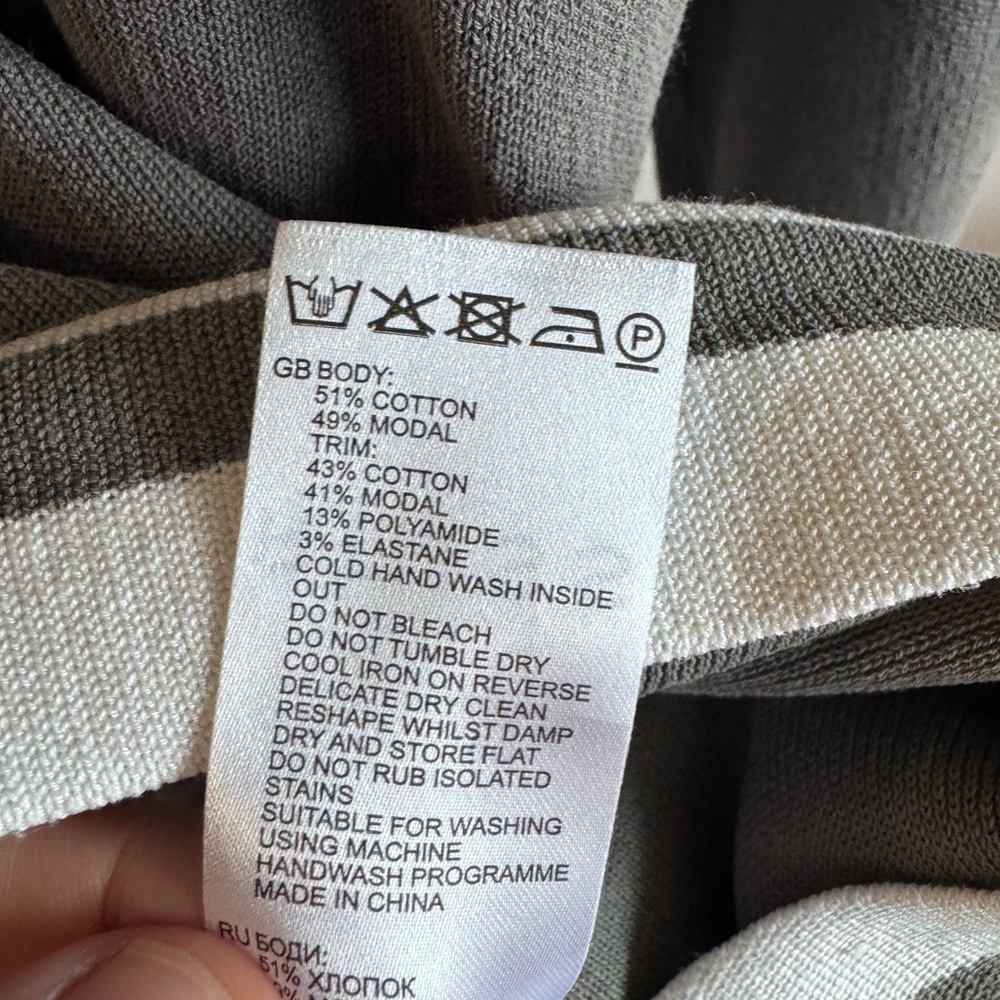 P
GB BODY:
51% COTTON
49% MODAL
TRIM:
43% COTTON
41% MODAL
13% POLYAMIDE
3% ELASTANE
COLD HAND WASH INSIDE
OUT
DO NOT BLEACH
DO NOT TUMBLE DRY
COOL IRON ON REVERSE
DELICATE DRY CLEAN
RESHAPE WHILST DAMP
DRY AND STORE FLAT
DO NOT RUB ISOLATED
STAINS
SUITABLE FOR WASHING
USING MACHINE
HANDWASH PROGRAMME
MADE IN CHINA
RU БОДИ:
51% ХЛОПОК